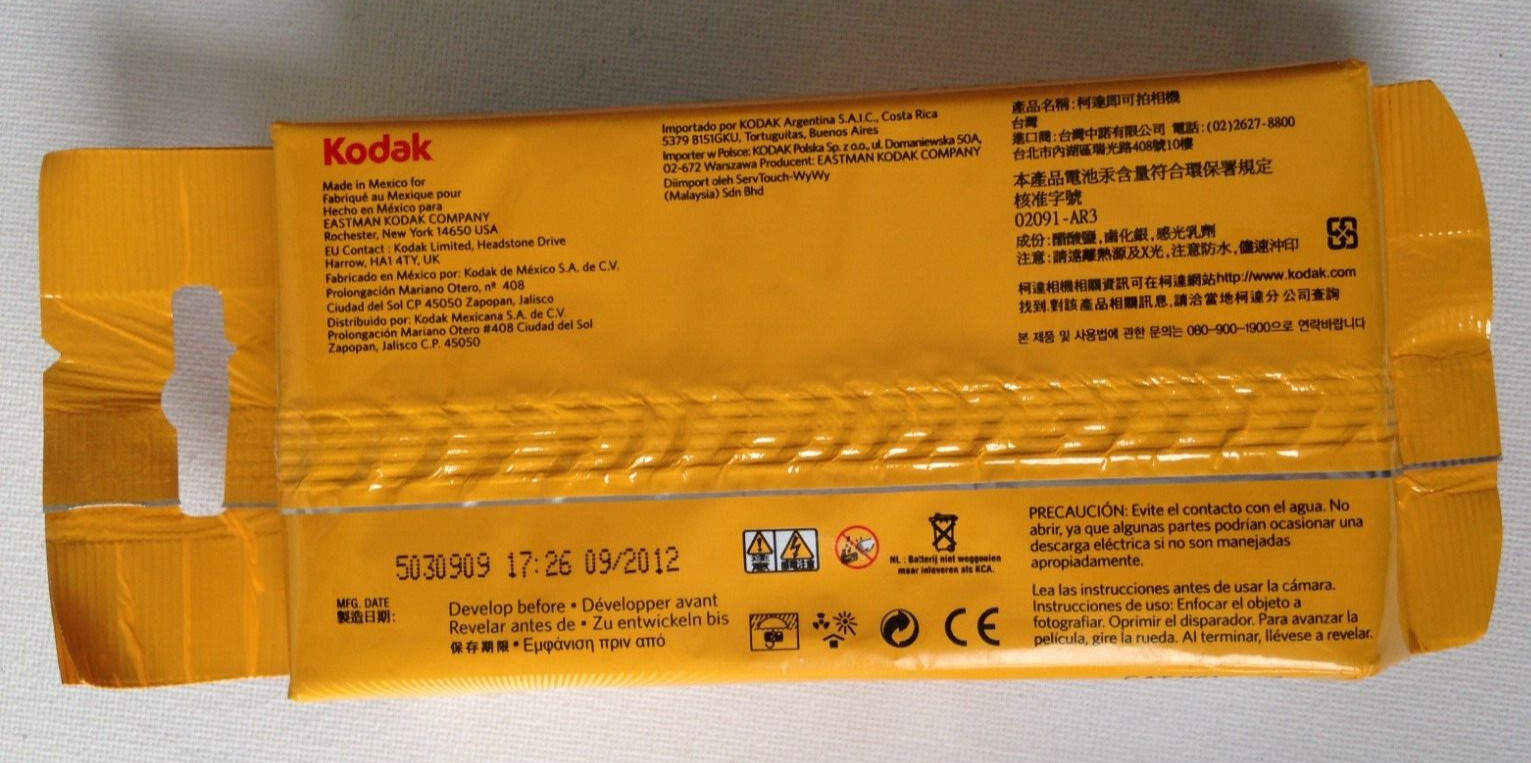 Kodak
Made in Mexico for
Fabriqué au Mexique pour
Hecho en México para
EASTMAN KODAK COMPANY
Rochester, New York 14650 USA
EU Contact : Kodak Limited, Headstone Drive
Harrow, HA1 4TY, UK
Fabricado en México por: Kodak de México S.A. de C.V.
Prolongación Mariano Otero, nº 408
Ciudad del Sol CP 45050 Zapopan, Jalisco
Distribuido por: Kodak Mexicana S.A. de C.V.
Prolongación Mariano Otero #408 Ciudad del Sol
Zapopan, Jalisco C.P. 45050
Importado por KODAK Argentina S.A.I.C., Costa Rica
5379 B151GKU, Tortuguitas, Buenos Aires
Importer w Polsce: KODAK Polska Sp. z o.o., ul. Domaniewska 50A,
02-672 Warszawa Producent: EASTMAN KODAK COMPANY
Diimport oleh ServTouch-WyWy
(Malaysia) Sdn Bhd
產品名稱:柯達即可拍相機
台灣
進口商:台灣中諾有限公司 電話:(02)2627-8800
台北市內湖區瑞光路408號10樓
本產品電池汞含量符合環保署規定
核准字號
02091-AR3
成份:醋酸鹽,鹵化銀,感光乳劑
注意:請遠離熱源及X光,注意防水,儘速沖印
柯達相機相關資訊可在柯達網站http://www.kodak.com
找到.對該產品相關訊息,請洽當地柯達分公司查詢
본 제품 및 사용법에 관한 문의는 080-900-1900으로 연락바랍니다
5030909 17:26 09/2012
MFG. DATE
製造日期:
Develop before • Développer avant
Revelar antes de • Zu entwickeln bis
保存期限 • Εμφάνιση πριν από
NL : Batterij niet weggooien
maar inleveren als KCA.
CE
PRECAUCIÓN: Evite el contacto con el agua. No
abrir, ya que algunas partes podrían ocasionar una
descarga eléctrica si no son manejadas
apropiadamente.
Lea las instrucciones antes de usar la cámara.
Instrucciones de uso: Enfocar el objeto a
fotografiar. Oprimir el disparador. Para avanzar la
película, gire la rueda. Al terminar, llévese a revelar.